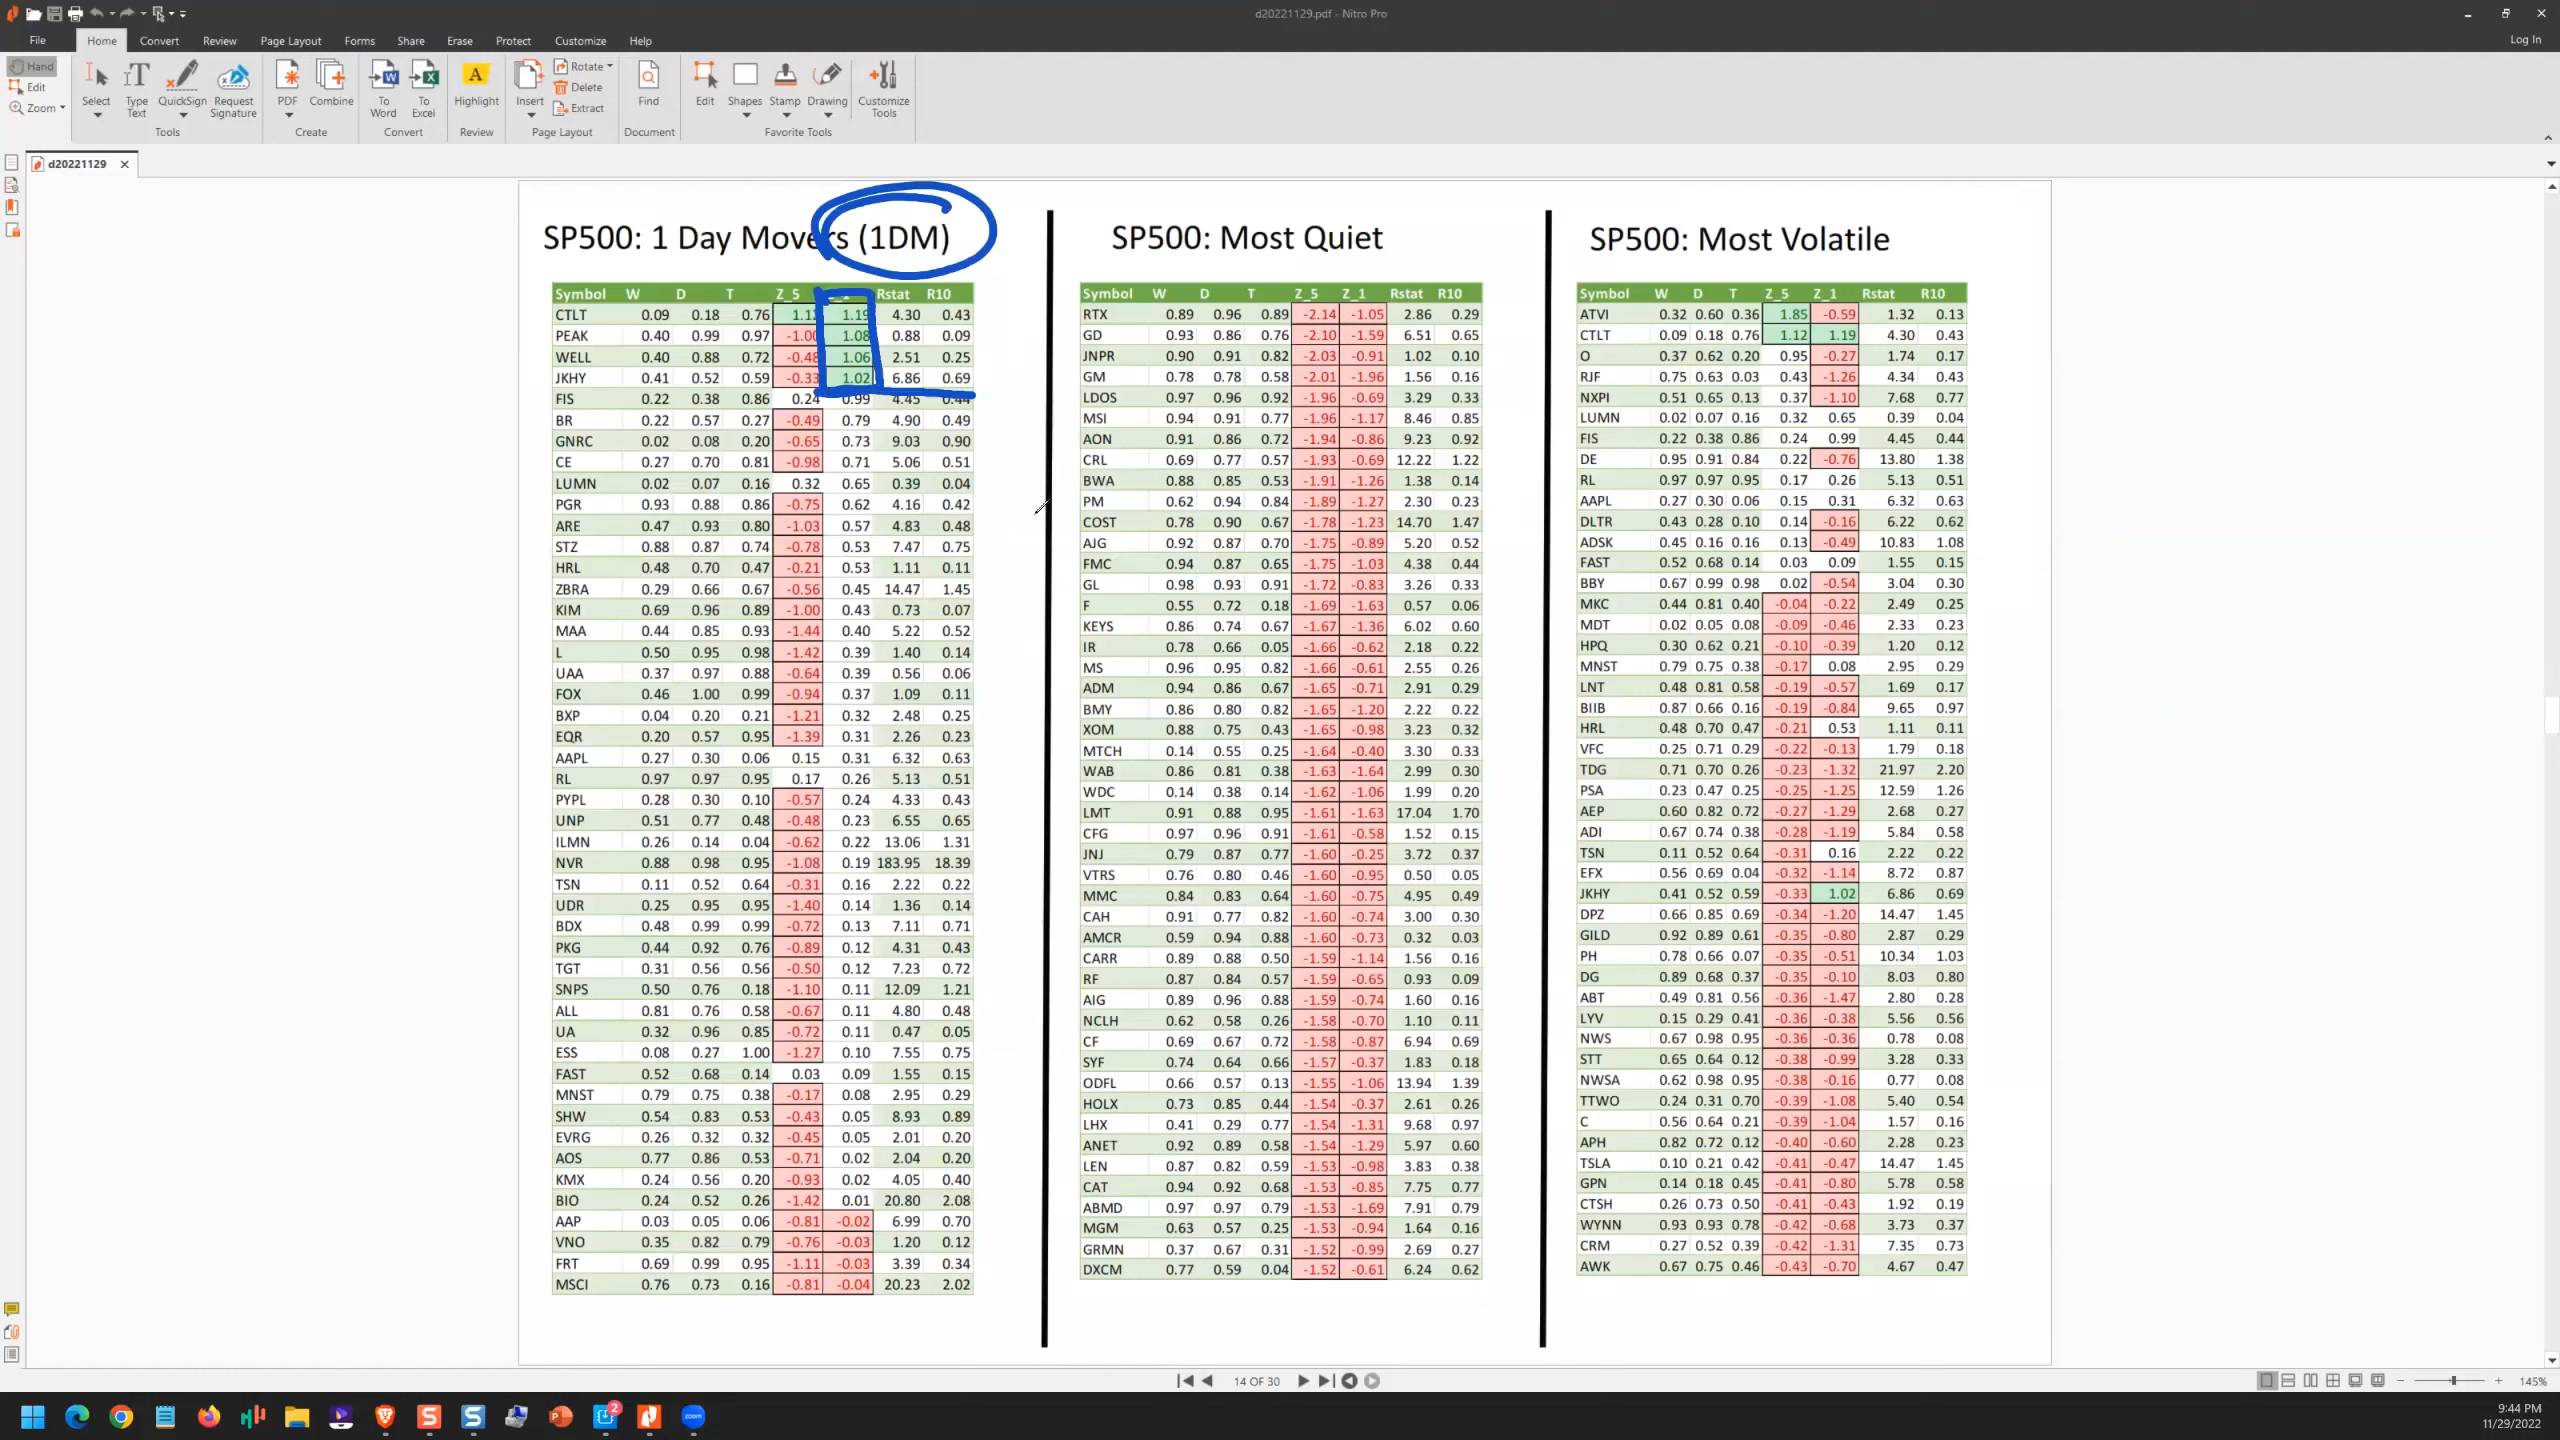 d20221129.pdf - Nitro Pro
File Home Convert Review Page Layout Forms Share Erase Protect Customize Help
Log In
Hand
Edit
Zoom
Select
Type Text
QuickSign
Request Signature
Tools
PDF
Combine
Create
To Word
To Excel
Convert
Highlight
Review
Insert
Rotate
Delete
Extract
Page Layout
Find
Document
Edit
Shapes
Stamp
Drawing
Favorite Tools
Customize Tools
d20221129
SP500: 1 Day Movers (1DM)
Symbol W D T Z_5 Rstat R10
CTLT 0.09 0.18 0.76 1.12 1.19 4.30 0.43
PEAK 0.40 0.99 0.97 -1.00 1.08 0.88 0.09
WELL 0.40 0.88 0.72 -0.48 1.06 2.51 0.25
JKHY 0.41 0.52 0.59 -0.33 1.02 6.86 0.69
FIS 0.22 0.38 0.86 0.24 0.99 4.45 0.44
BR 0.22 0.57 0.27 -0.49 0.79 4.90 0.49
GNRC 0.02 0.08 0.20 -0.65 0.73 9.03 0.90
CE 0.27 0.70 0.81 -0.98 0.71 5.06 0.51
LUMN 0.02 0.07 0.16 0.32 0.65 0.39 0.04
PGR 0.93 0.88 0.86 -0.75 0.62 4.16 0.42
ARE 0.47 0.93 0.80 -1.03 0.57 4.83 0.48
STZ 0.88 0.87 0.74 -0.78 0.53 7.47 0.75
HRL 0.48 0.70 0.47 -0.21 0.53 1.11 0.11
ZBRA 0.29 0.66 0.67 -0.56 0.45 14.47 1.45
KIM 0.69 0.96 0.89 -1.00 0.43 0.73 0.07
MAA 0.44 0.85 0.93 -1.44 0.40 5.22 0.52
L 0.50 0.95 0.98 -1.42 0.39 1.40 0.14
UAA 0.37 0.97 0.88 -0.64 0.39 0.56 0.06
FOX 0.46 1.00 0.99 -0.94 0.37 1.09 0.11
BXP 0.04 0.20 0.21 -1.21 0.32 2.48 0.25
EQR 0.20 0.57 0.95 -1.39 0.31 2.26 0.23
AAPL 0.27 0.30 0.06 0.15 0.31 6.32 0.63
RL 0.97 0.97 0.95 0.17 0.26 5.13 0.51
PYPL 0.28 0.30 0.10 -0.57 0.24 4.33 0.43
UNP 0.51 0.77 0.48 -0.48 0.23 6.55 0.65
ILMN 0.26 0.14 0.04 -0.62 0.22 13.06 1.31
NVR 0.88 0.98 0.95 -1.08 0.19 183.95 18.39
TSN 0.11 0.52 0.64 -0.31 0.16 2.22 0.22
UDR 0.25 0.95 0.95 -1.40 0.14 1.36 0.14
BDX 0.48 0.99 0.99 -0.72 0.13 7.11 0.71
PKG 0.44 0.92 0.76 -0.89 0.12 4.31 0.43
TGT 0.31 0.56 0.56 -0.50 0.12 7.23 0.72
SNPS 0.50 0.76 0.18 -1.10 0.11 12.09 1.21
ALL 0.81 0.76 0.58 -0.67 0.11 4.80 0.48
UA 0.32 0.96 0.85 -0.72 0.11 0.47 0.05
ESS 0.08 0.27 1.00 -1.27 0.10 7.55 0.75
FAST 0.52 0.68 0.14 0.03 0.09 1.55 0.15
MNST 0.79 0.75 0.38 -0.17 0.08 2.95 0.29
SHW 0.54 0.83 0.53 -0.43 0.05 8.93 0.89
EVRG 0.26 0.32 0.32 -0.45 0.05 2.01 0.20
AOS 0.77 0.86 0.53 -0.71 0.02 2.04 0.20
KMX 0.24 0.56 0.20 -0.93 0.02 4.05 0.40
BIO 0.24 0.52 0.26 -1.42 0.01 20.80 2.08
AAP 0.03 0.05 0.06 -0.81 -0.02 6.99 0.70
VNO 0.35 0.82 0.79 -0.76 -0.03 1.20 0.12
FRT 0.69 0.99 0.95 -1.11 -0.03 3.39 0.34
MSCI 0.76 0.73 0.16 -0.81 -0.04 20.23 2.02
SP500: Most Quiet
Symbol W D T Z_5 Z_1 Rstat R10
RTX 0.89 0.96 0.89 -2.14 -1.05 2.86 0.29
GD 0.93 0.86 0.76 -2.10 -1.59 6.51 0.65
JNPR 0.90 0.91 0.82 -2.03 -0.91 1.02 0.10
GM 0.78 0.78 0.58 -2.01 -1.96 1.56 0.16
LDOS 0.97 0.96 0.92 -1.96 -0.69 3.29 0.33
MSI 0.94 0.91 0.77 -1.96 -1.17 8.46 0.85
AON 0.91 0.86 0.72 -1.94 -0.86 9.23 0.92
CRL 0.69 0.77 0.57 -1.93 -0.69 12.22 1.22
BWA 0.88 0.85 0.53 -1.91 -1.26 1.38 0.14
PM 0.62 0.94 0.84 -1.89 -1.27 2.30 0.23
COST 0.78 0.90 0.67 -1.78 -1.23 14.70 1.47
AJG 0.92 0.87 0.70 -1.75 -0.89 5.20 0.52
FMC 0.94 0.87 0.65 -1.75 -1.03 4.38 0.44
GL 0.98 0.93 0.91 -1.72 -0.83 3.26 0.33
F 0.55 0.72 0.18 -1.69 -1.63 0.57 0.06
KEYS 0.86 0.74 0.67 -1.67 -1.36 6.02 0.60
IR 0.78 0.66 0.05 -1.66 -0.62 2.18 0.22
MS 0.96 0.95 0.82 -1.66 -0.61 2.55 0.26
ADM 0.94 0.86 0.67 -1.65 -0.71 2.91 0.29
BMY 0.86 0.80 0.82 -1.65 -1.20 2.22 0.22
XOM 0.88 0.75 0.43 -1.65 -0.98 3.23 0.32
MTCH 0.14 0.55 0.25 -1.64 -0.40 3.30 0.33
WAB 0.86 0.81 0.38 -1.63 -1.64 2.99 0.30
WDC 0.14 0.38 0.14 -1.62 -1.06 1.99 0.20
LMT 0.91 0.88 0.95 -1.61 -1.63 17.04 1.70
CFG 0.97 0.96 0.91 -1.61 -0.58 1.52 0.15
JNJ 0.79 0.87 0.77 -1.60 -0.25 3.72 0.37
VTRS 0.76 0.80 0.46 -1.60 -0.95 0.50 0.05
MMC 0.84 0.83 0.64 -1.60 -0.75 4.95 0.49
CAH 0.91 0.77 0.82 -1.60 -0.74 3.00 0.30
AMCR 0.59 0.94 0.88 -1.60 -0.73 0.32 0.03
CARR 0.89 0.88 0.50 -1.59 -1.14 1.56 0.16
RF 0.87 0.84 0.57 -1.59 -0.65 0.93 0.09
AIG 0.89 0.96 0.88 -1.59 -0.74 1.60 0.16
NCLH 0.62 0.58 0.26 -1.58 -0.70 1.10 0.11
CF 0.69 0.67 0.72 -1.58 -0.87 6.94 0.69
SYF 0.74 0.64 0.66 -1.57 -0.37 1.83 0.18
ODFL 0.66 0.57 0.13 -1.55 -1.06 13.94 1.39
HOLX 0.73 0.85 0.44 -1.54 -0.37 2.61 0.26
LHX 0.41 0.29 0.77 -1.54 -1.31 9.68 0.97
ANET 0.92 0.89 0.58 -1.54 -1.29 5.97 0.60
LEN 0.87 0.82 0.59 -1.53 -0.98 3.83 0.38
CAT 0.94 0.92 0.68 -1.53 -0.85 7.75 0.77
ABMD 0.97 0.97 0.79 -1.53 -1.69 7.91 0.79
MGM 0.63 0.57 0.25 -1.53 -0.94 1.64 0.16
GRMN 0.37 0.67 0.31 -1.52 -0.99 2.69 0.27
DXCM 0.77 0.59 0.04 -1.52 -0.61 6.24 0.62
SP500: Most Volatile
Symbol W D T Z_5 Z_1 Rstat R10
ATVI 0.32 0.60 0.36 1.85 -0.59 1.32 0.13
CTLT 0.09 0.18 0.76 1.12 1.19 4.30 0.43
O 0.37 0.62 0.20 0.95 -0.27 1.74 0.17
RJF 0.75 0.63 0.03 0.43 -1.26 4.34 0.43
NXPI 0.51 0.65 0.13 0.37 -1.10 7.68 0.77
LUMN 0.02 0.07 0.16 0.32 0.65 0.39 0.04
FIS 0.22 0.38 0.86 0.24 0.99 4.45 0.44
DE 0.95 0.91 0.84 0.22 -0.76 13.80 1.38
RL 0.97 0.97 0.95 0.17 0.26 5.13 0.51
AAPL 0.27 0.30 0.06 0.15 0.31 6.32 0.63
DLTR 0.43 0.28 0.10 0.14 -0.16 6.22 0.62
ADSK 0.45 0.16 0.16 0.13 -0.49 10.83 1.08
FAST 0.52 0.68 0.14 0.03 0.09 1.55 0.15
BBY 0.67 0.99 0.98 0.02 -0.54 3.04 0.30
MKC 0.44 0.81 0.40 -0.04 -0.22 2.49 0.25
MDT 0.02 0.05 0.08 -0.09 -0.46 2.33 0.23
HPQ 0.30 0.62 0.21 -0.10 -0.39 1.20 0.12
MNST 0.79 0.75 0.38 -0.17 0.08 2.95 0.29
LNT 0.48 0.81 0.58 -0.19 -0.57 1.69 0.17
BIIB 0.87 0.66 0.16 -0.19 -0.84 9.65 0.97
HRL 0.48 0.70 0.47 -0.21 0.53 1.11 0.11
VFC 0.25 0.71 0.29 -0.22 -0.13 1.79 0.18
TDG 0.71 0.70 0.26 -0.23 -1.32 21.97 2.20
PSA 0.23 0.47 0.25 -0.25 -1.25 12.59 1.26
AEP 0.60 0.82 0.72 -0.27 -1.29 2.68 0.27
ADI 0.67 0.74 0.38 -0.28 -1.19 5.84 0.58
TSN 0.11 0.52 0.64 -0.31 0.16 2.22 0.22
EFX 0.56 0.69 0.04 -0.32 -1.14 8.72 0.87
JKHY 0.41 0.52 0.59 -0.33 1.02 6.86 0.69
DPZ 0.66 0.85 0.69 -0.34 -1.20 14.47 1.45
GILD 0.92 0.89 0.61 -0.35 -0.80 2.87 0.29
PH 0.78 0.66 0.07 -0.35 -0.51 10.34 1.03
DG 0.89 0.68 0.37 -0.35 -0.10 8.03 0.80
ABT 0.49 0.81 0.56 -0.36 -1.47 2.80 0.28
LYV 0.15 0.29 0.41 -0.36 -0.38 5.56 0.56
NWS 0.67 0.98 0.95 -0.36 -0.36 0.78 0.08
STT 0.65 0.64 0.12 -0.38 -0.99 3.28 0.33
NWSA 0.62 0.98 0.95 -0.38 -0.16 0.77 0.08
TTWO 0.24 0.31 0.70 -0.39 -1.08 5.40 0.54
C 0.56 0.64 0.21 -0.39 -1.04 1.57 0.16
APH 0.82 0.72 0.12 -0.40 -0.60 2.28 0.23
TSLA 0.10 0.21 0.42 -0.41 -0.47 14.47 1.45
GPN 0.14 0.18 0.45 -0.41 -0.80 5.78 0.58
CTSH 0.26 0.73 0.50 -0.41 -0.43 1.92 0.19
WYNN 0.93 0.93 0.78 -0.42 -0.68 3.73 0.37
CRM 0.27 0.52 0.39 -0.42 -1.31 7.35 0.73
AWK 0.67 0.75 0.46 -0.43 -0.70 4.67 0.47
14 OF 30
145%
2
zoom
9:44 PM
11/29/2022